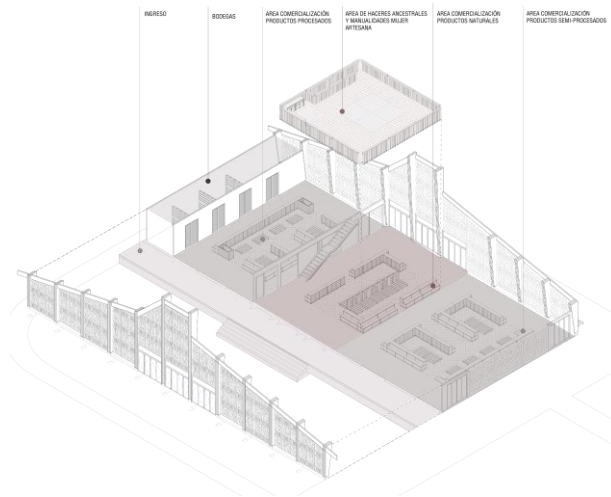 INGRESO
BODEGAS
AREA COMERCIALIZACIÓN
PRODUCTOS PROCESADOS
AREA DE HACERES ANCESTRALES
Y MANUALIDADES MUJER
ARTESANA
AREA COMERCIALIZACIÓN
PRODUCTOS NATURALES
AREA COMERCIALIZACIÓN
PRODUCTOS SEMI-PROCESADOS